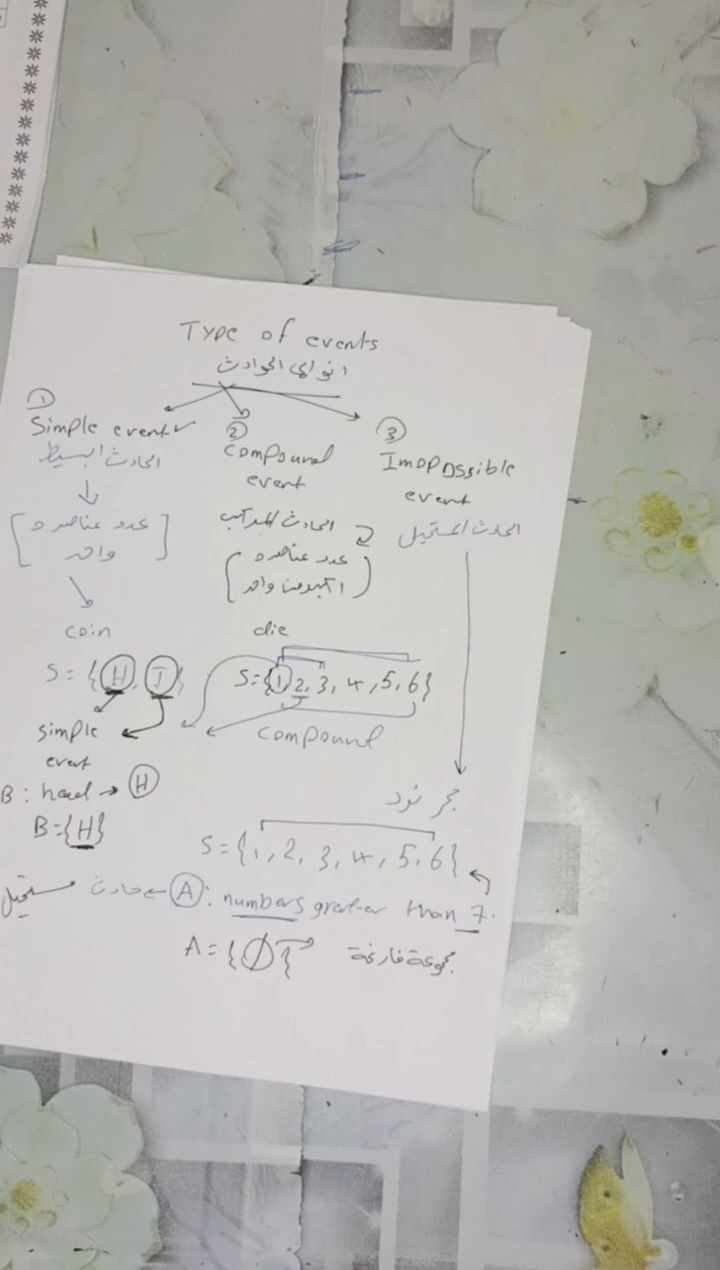 Type of events
انواع الحوادث
①
Simple event
الحادث البسيط
[عدد عناصره
واحد]
coin
S = {H, T}
simple
event
B : head → H
B = {H}
②
Compound
event
الحادث المركب
(عدد عناصره
اكبر من واحد)
die
S = {1, 2, 3, 4, 5, 6}
compound
③
Imopossible
event
الحادث المستحيل
حجر نرد
S = {1, 2, 3, 4, 5, 6}
A : numbers greater than 7.
حادث مستحيل
A = {∅}
مجموعة فارغة